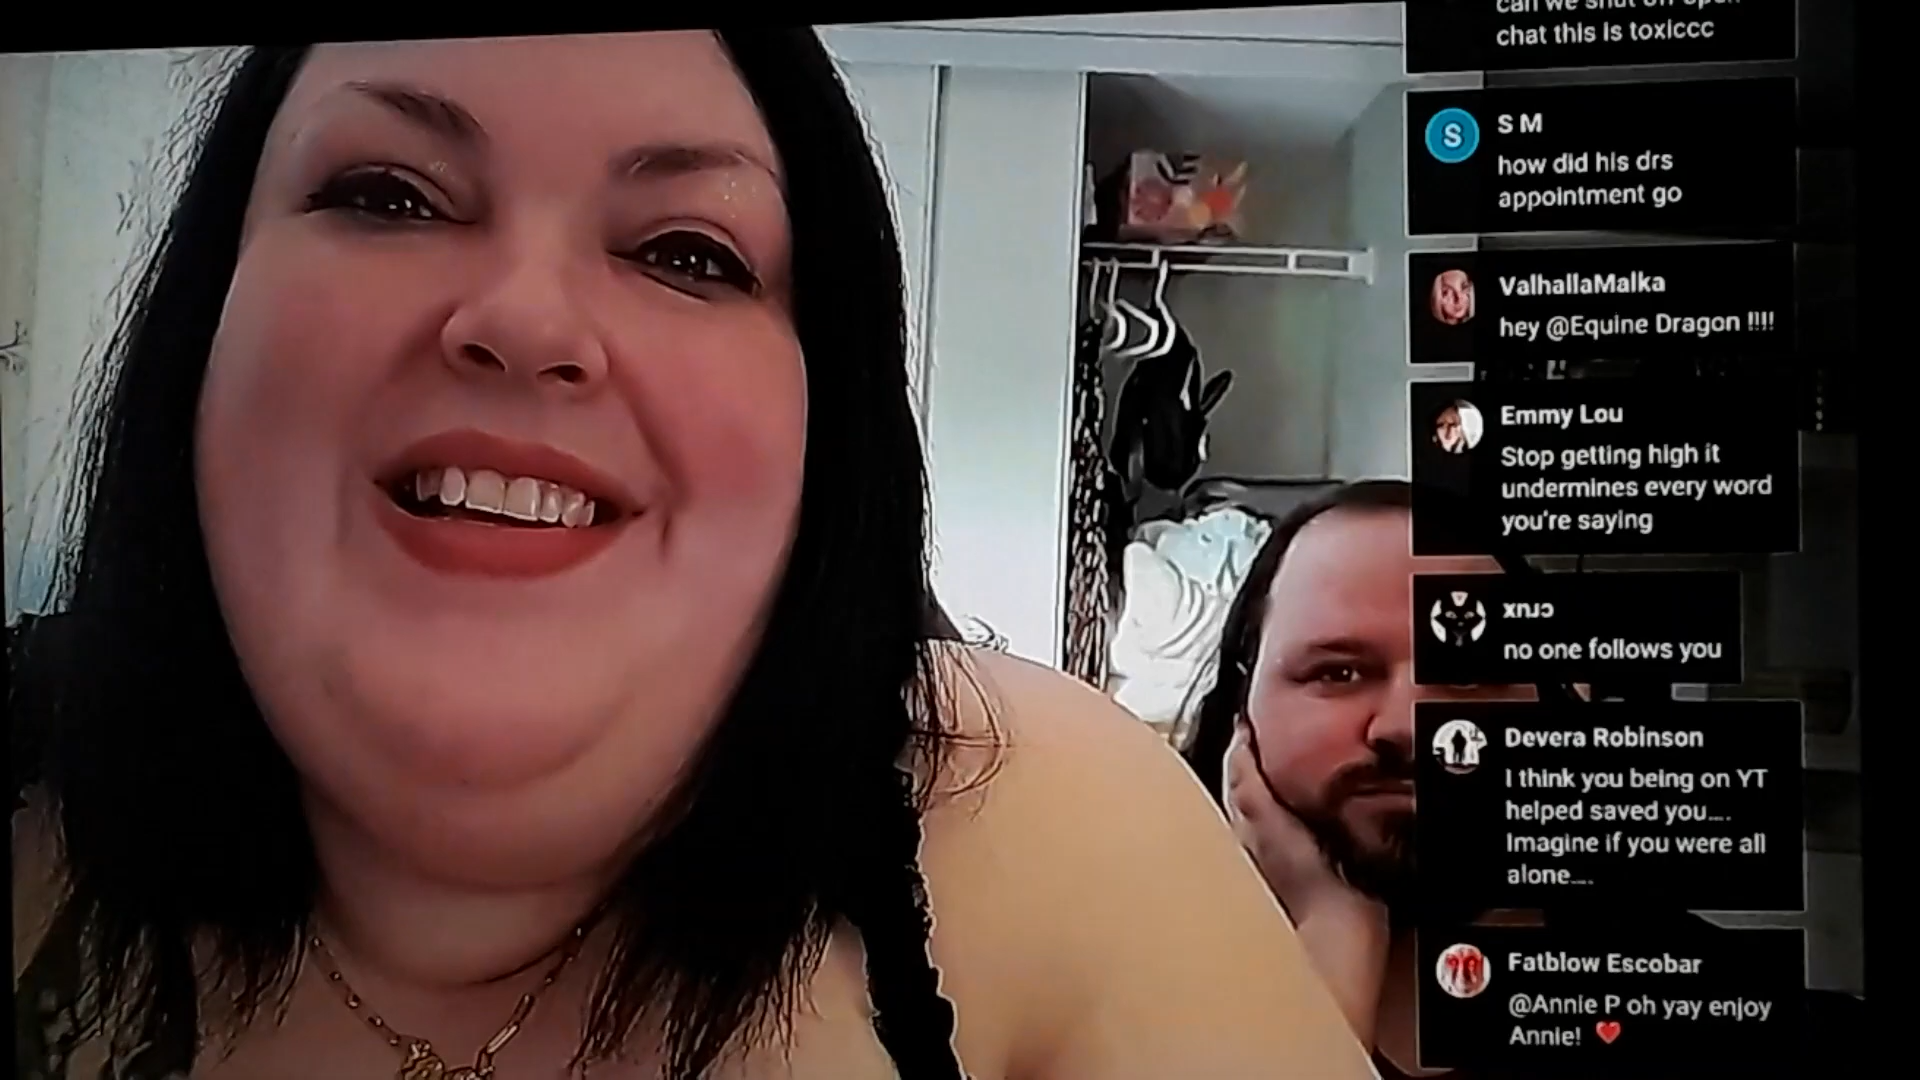 chat this is toxiccc
S
S M
how did his drs
appointment go
ValhallaMalka
hey @Equine Dragon !!!!
Emmy Lou
Stop getting high it
undermines every word
you're saying
xnɹɔ
no one follows you
Devera Robinson
I think you being on YT
helped saved you....
Imagine if you were all
alone....
Fatblow Escobar
@Annie P oh yay enjoy
Annie! ❤️